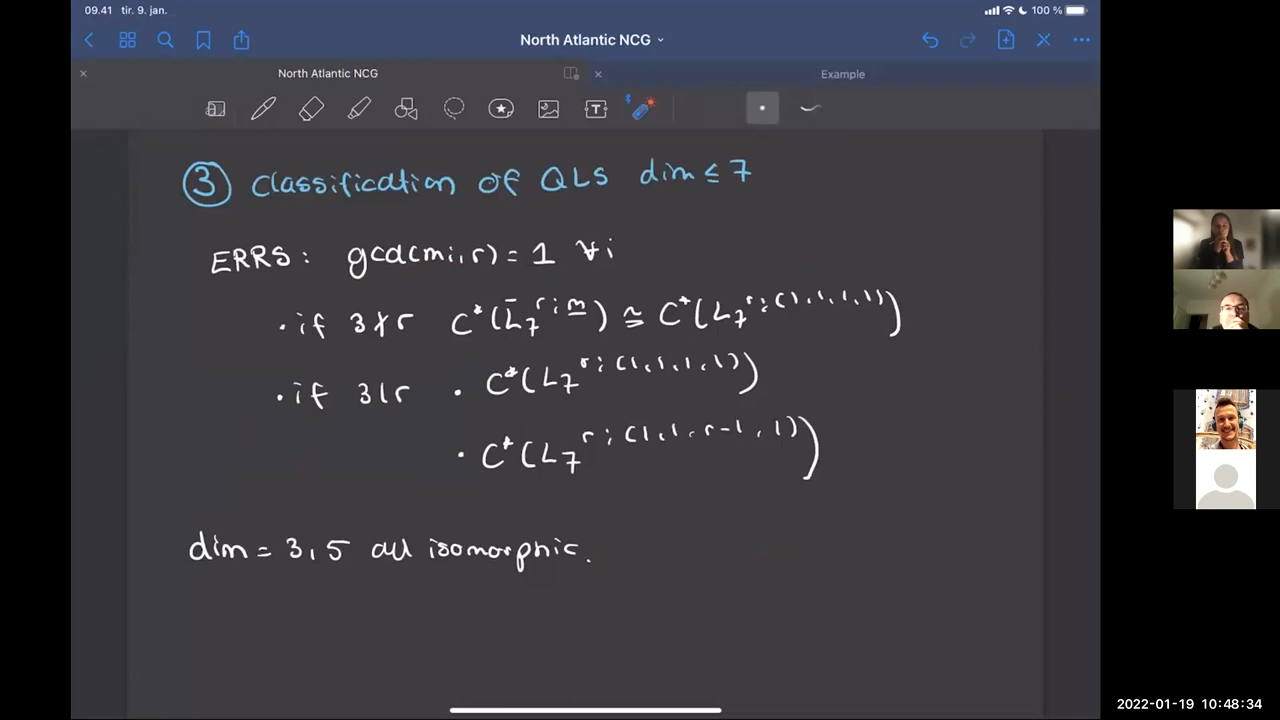 09.41 tir. 9. jan.
100 %
North Atlantic NCG
North Atlantic NCG
Example
③ Classification of QLS dim ≤ 7
ERRS: gcd(mi, r) = 1 ∀i
· if 3∤r C*(L₇^{r;m̲}) ≅ C*(L₇^{r;(1,1,1,1)})
· if 3|r · C*(L₇^{r;(1,1,1,1)})
· C*(L₇^{r;(1,1,r-1,1)})
dim = 3,5 all isomorphic.
2022-01-19 10:48:34